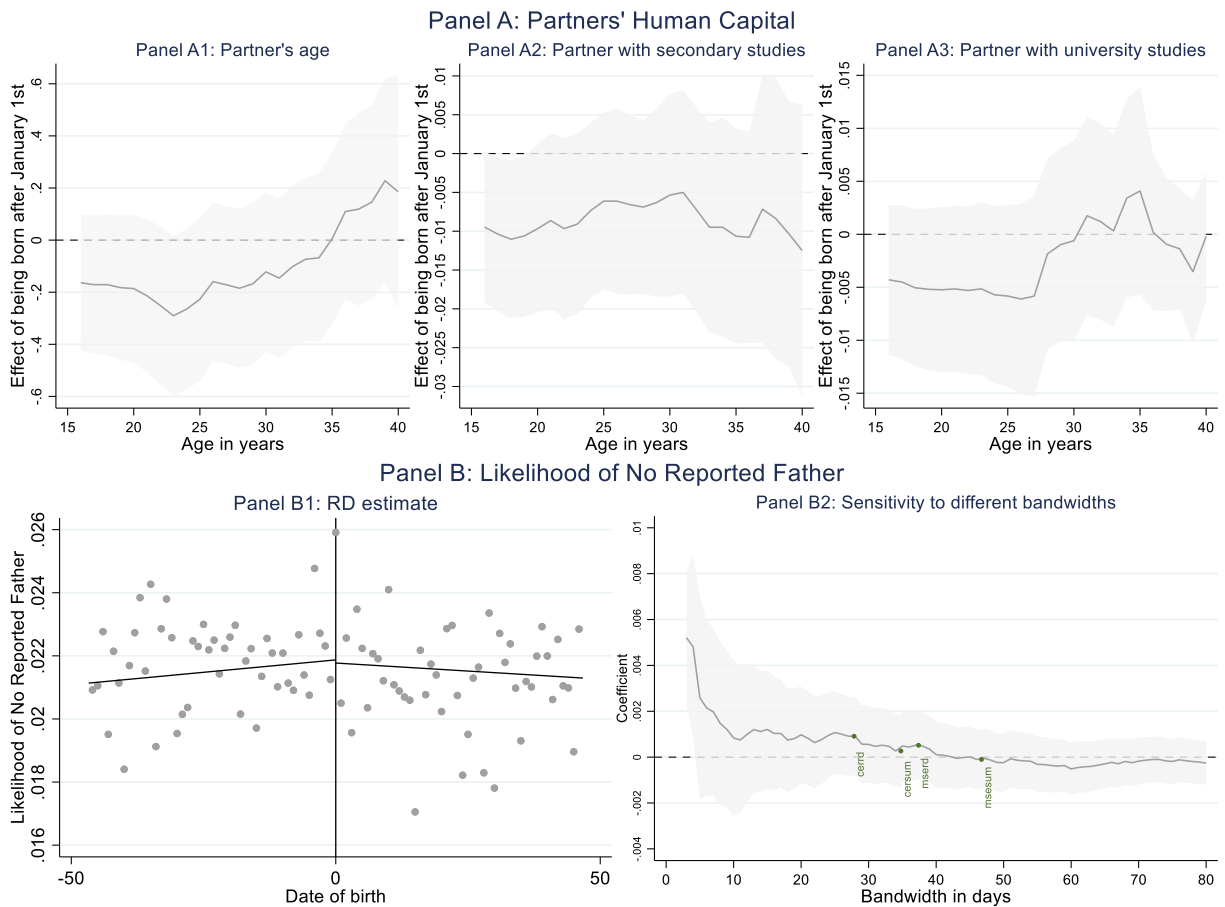 Panel A: Partners' Human Capital
Panel A1: Partner's age
Effect of being born after January 1st
.6
.4
.2
0
-.2
-.4
-.6
15 20 25 30 35 40
Age in years
Panel A2: Partner with secondary studies
Effect of being born after January 1st
.01
.005
0
-.005
-.01
-.015
-.02
-.025
-.03
15 20 25 30 35 40
Age in years
Panel A3: Partner with university studies
Effect of being born after January 1st
.015
.01
.005
0
-.005
-.01
-.015
15 20 25 30 35 40
Age in years
Panel B: Likelihood of No Reported Father
Panel B1: RD estimate
Likelihood of No Reported Father
.026
.024
.022
.02
.018
.016
-50 0 50
Date of birth
Panel B2: Sensitivity to different bandwidths
Coefficient
.01
.008
.006
.004
.002
0
-.002
-.004
cerrd
cersum
mserd
msesum
0 10 20 30 40 50 60 70 80
Bandwidth in days